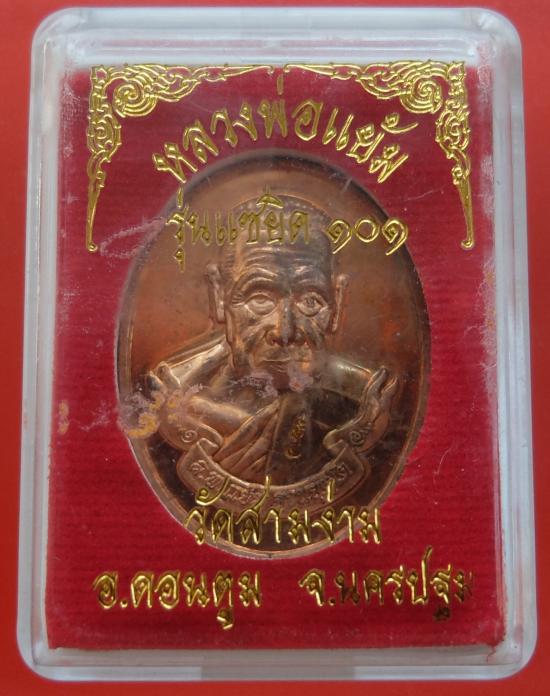 หลวงพ่อแย้ม
รุ่นแซยิด ๑๐๑
วัดสามง่าม
อ.ดอนตูม จ.นครปฐม